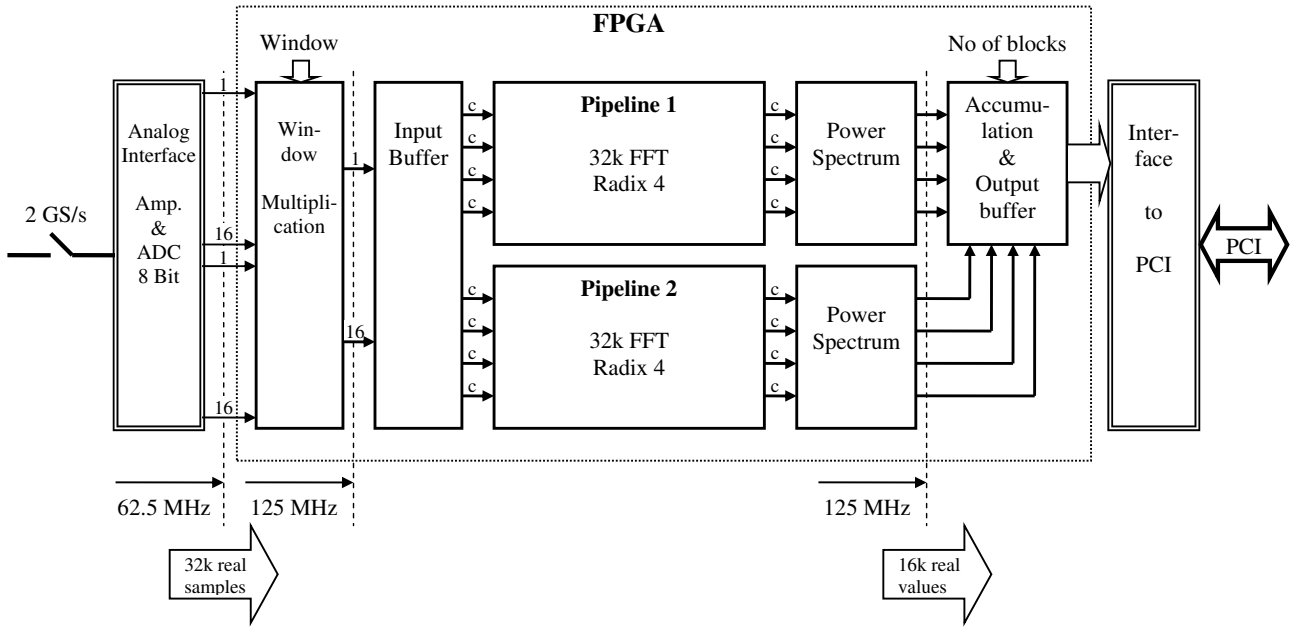 FPGA
Window
No of blocks
2 GS/s
Analog
Interface
Amp.
&
ADC
8 Bit
1
16
1
16
Win-
dow
Multipli-
cation
1
16
Input
Buffer
c
c
c
c
Pipeline 1
32k FFT
Radix 4
c
c
c
c
Power
Spectrum
c
c
c
c
Pipeline 2
32k FFT
Radix 4
c
c
c
c
Power
Spectrum
Accumu-
lation
&
Output
buffer
Inter-
face
to
PCI
PCI
62.5 MHz
125 MHz
125 MHz
32k real
samples
16k real
values